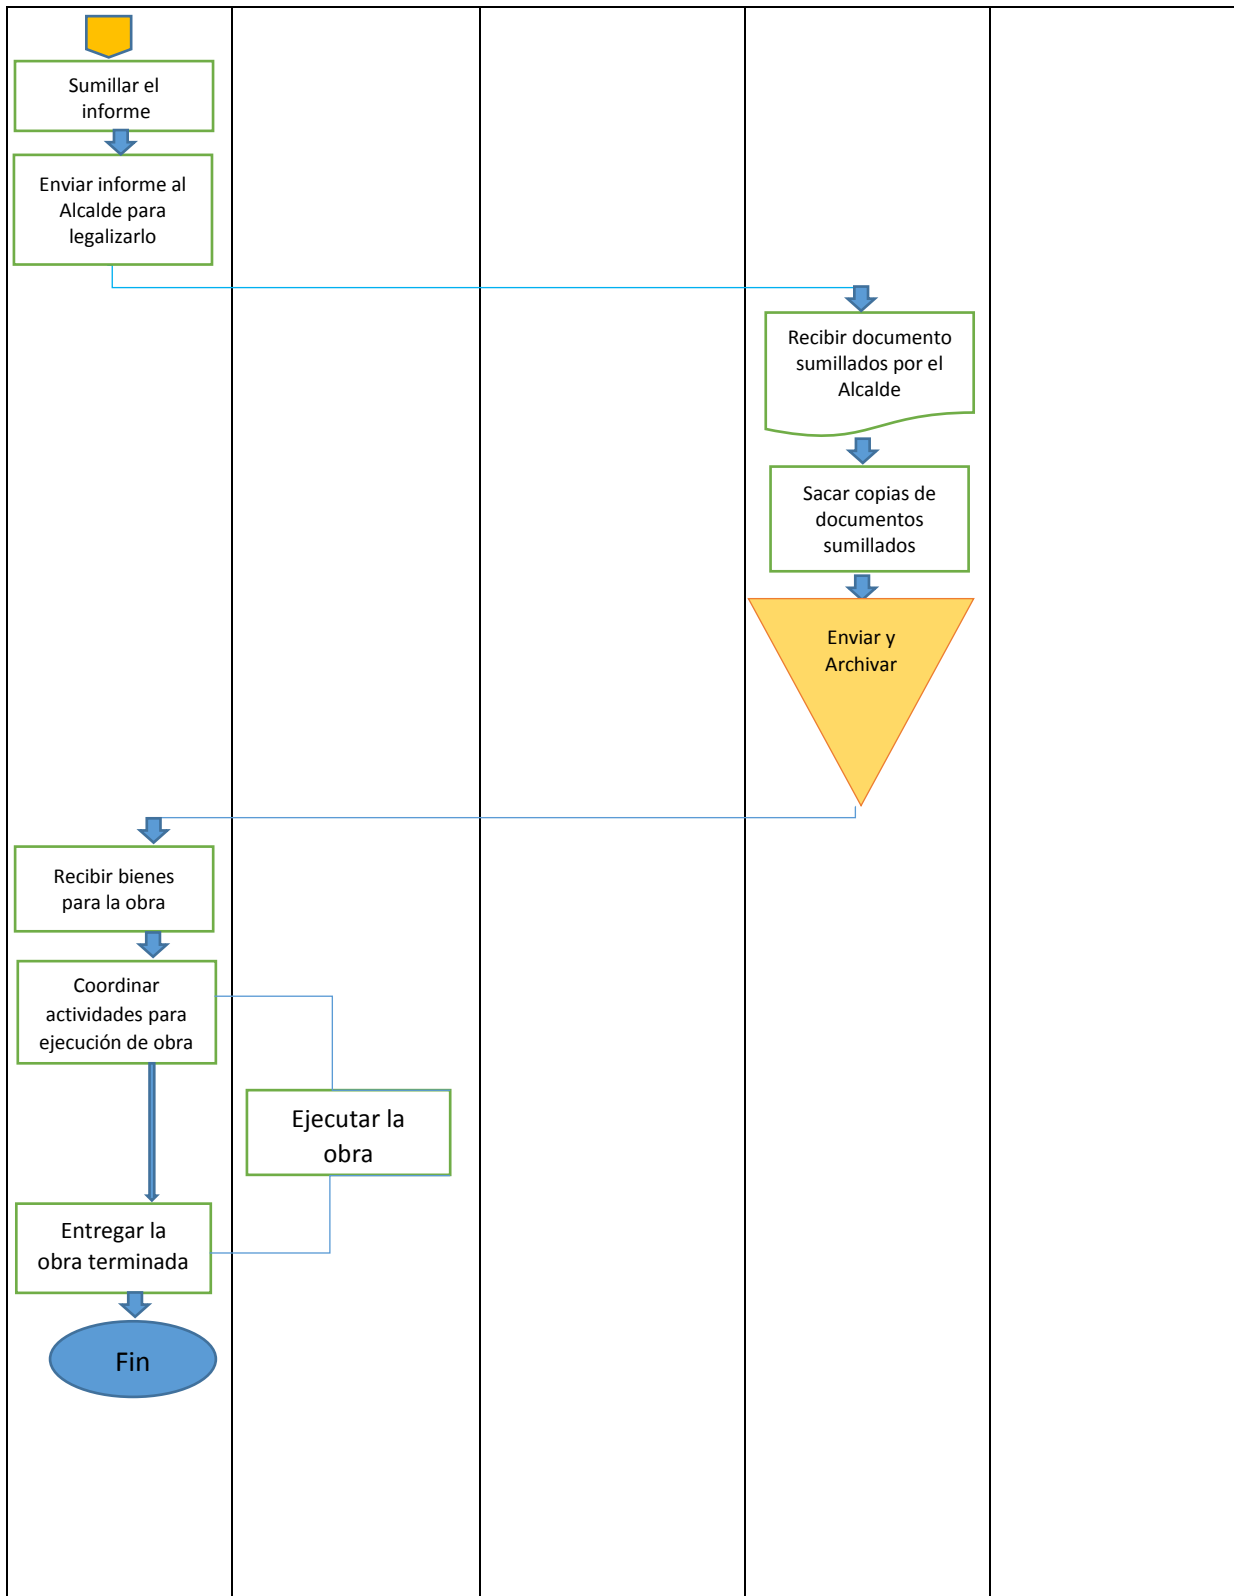 Sumillar el
informe
Enviar informe al
Alcalde para
legalizarlo
Recibir documento
sumillados por el
Alcalde
Sacar copias de
documentos
sumillados
Enviar y
Archivar
Recibir bienes
para la obra
Coordinar
actividades para
ejecución de obra
Ejecutar la
obra
Entregar la
obra terminada
Fin